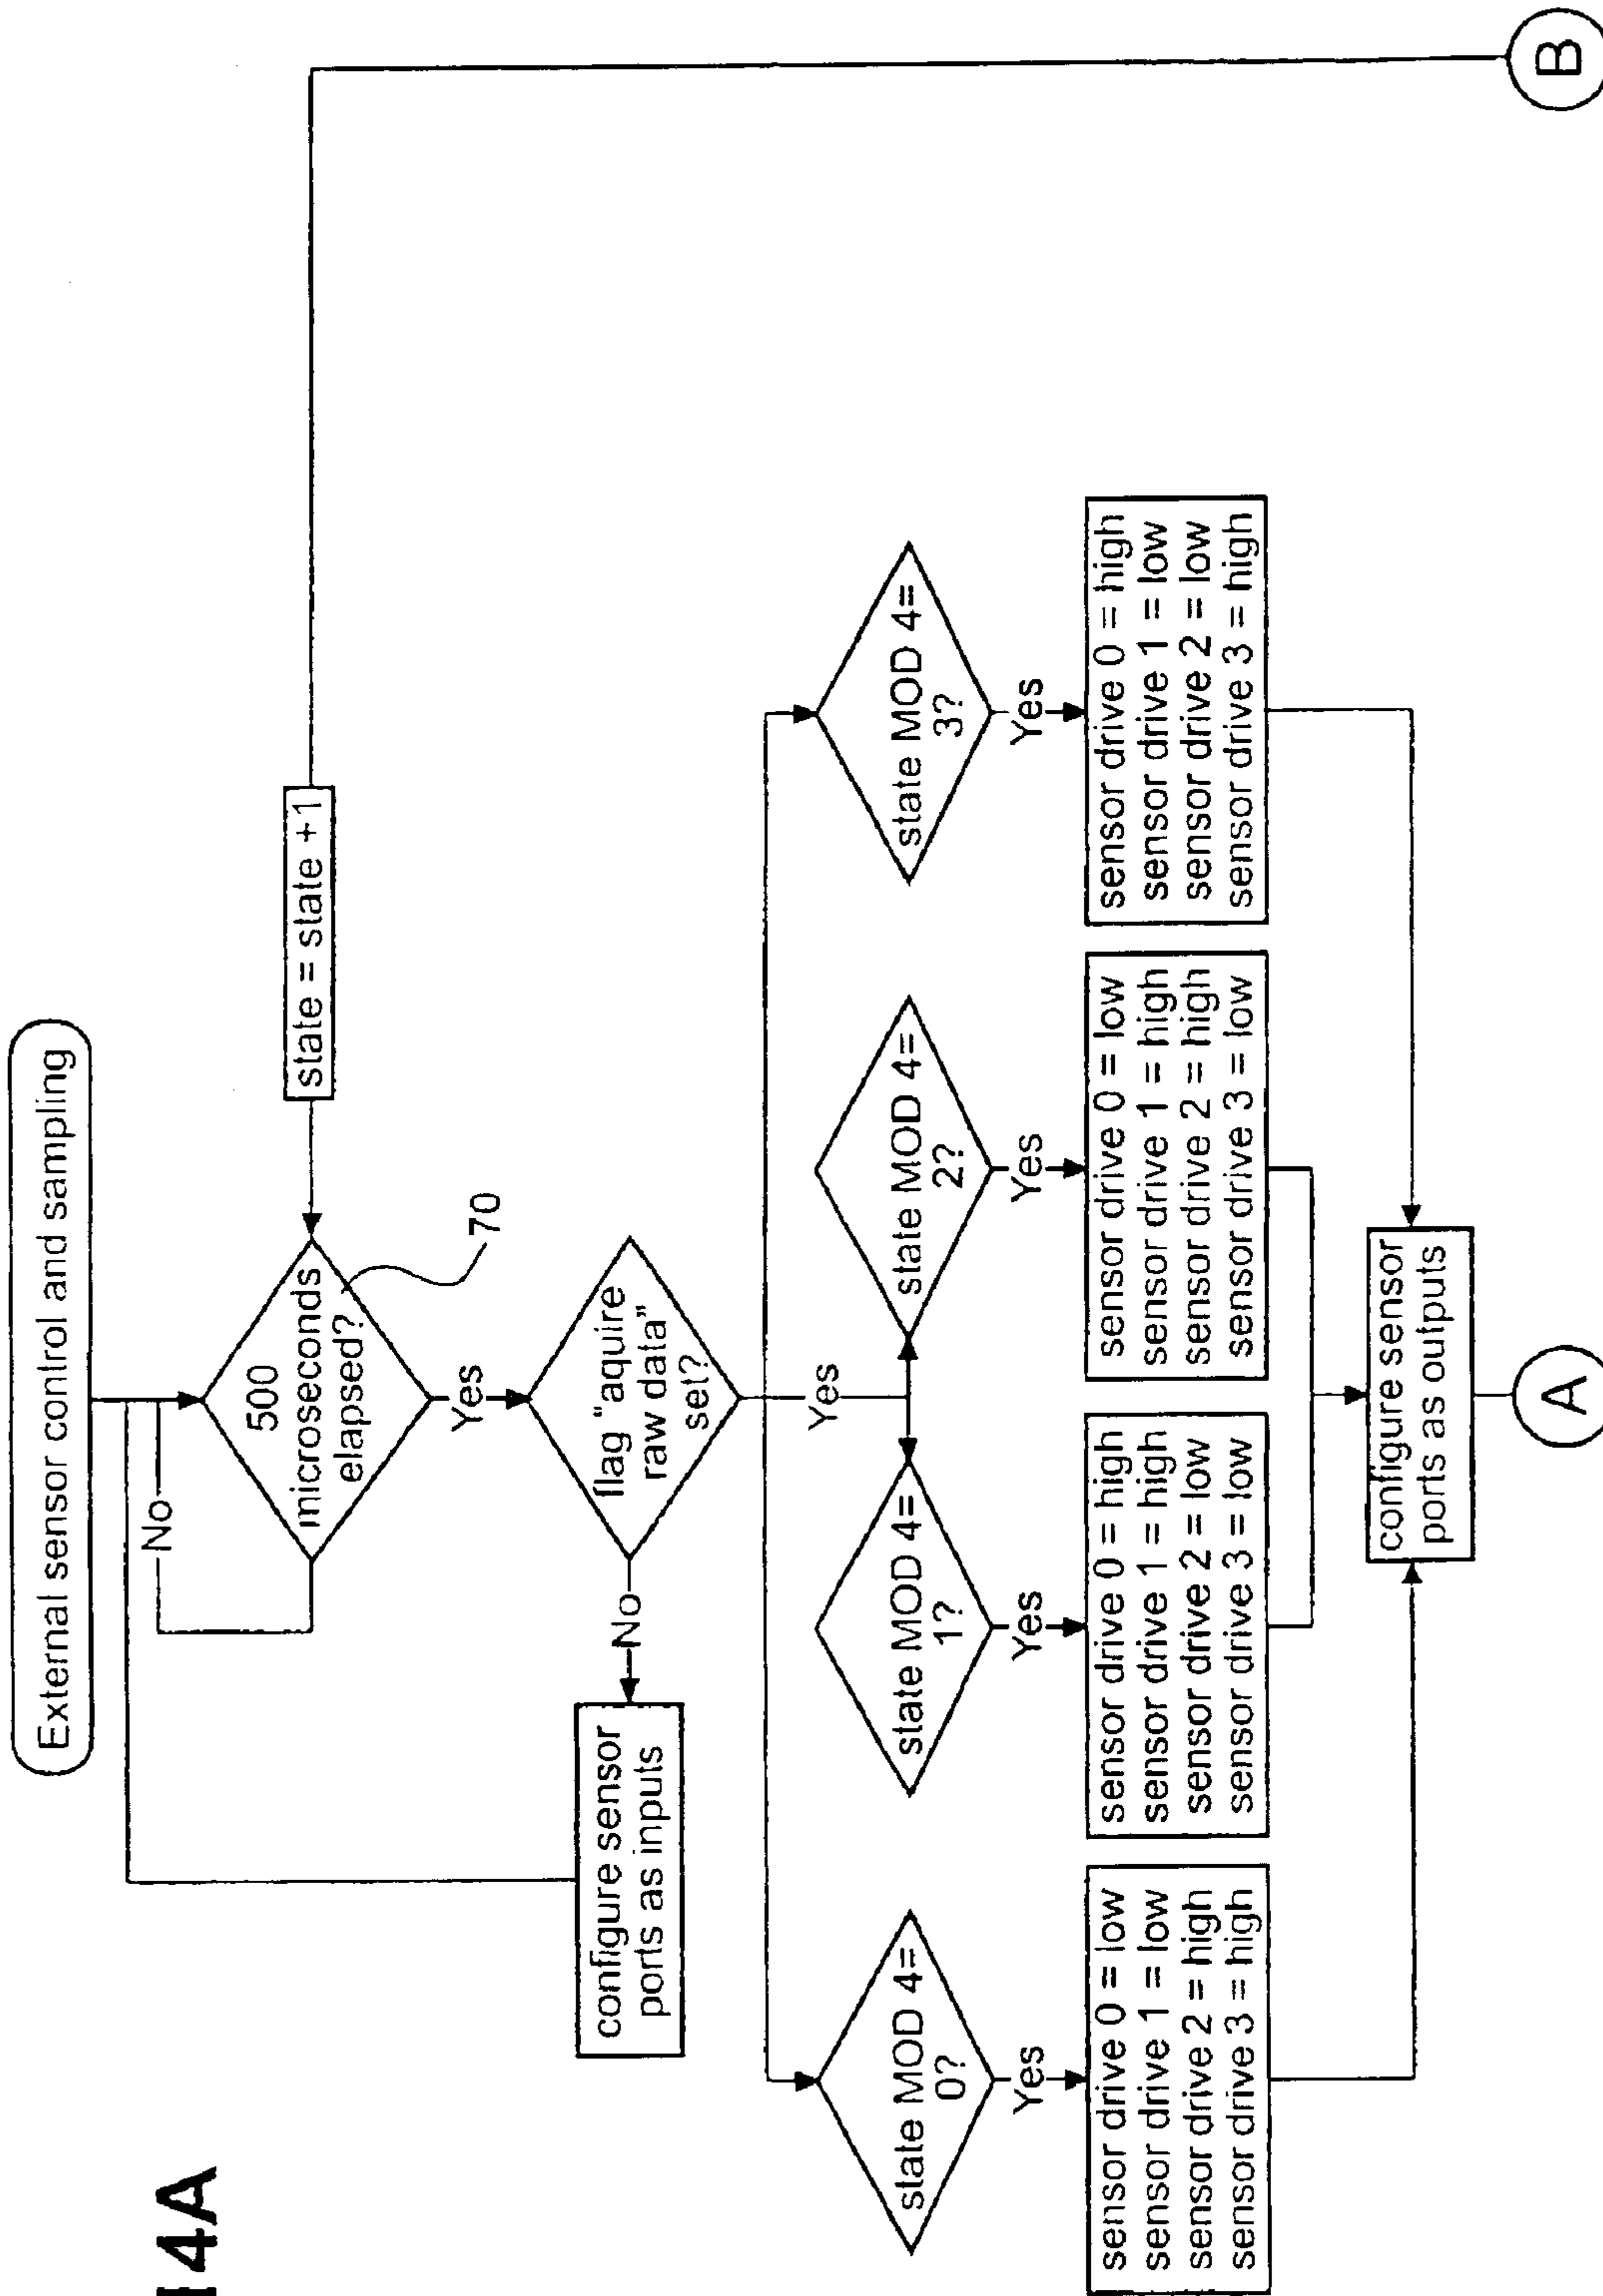 14A
External sensor control and sampling
state = state +1
500
microseconds
elapsed?
70
No
Yes
flag "aquire
raw data"
set?
No
configure sensor
ports as inputs
Yes
state MOD 4=
0?
state MOD 4=
1?
state MOD 4=
2?
state MOD 4=
3?
Yes
Yes
Yes
Yes
sensor drive 0 = low
sensor drive 1 = low
sensor drive 2 = high
sensor drive 3 = high
sensor drive 0 = high
sensor drive 1 = high
sensor drive 2 = low
sensor drive 3 = low
sensor drive 0 = low
sensor drive 1 = high
sensor drive 2 = high
sensor drive 3 = low
sensor drive 0 = high
sensor drive 1 = low
sensor drive 2 = low
sensor drive 3 = high
configure sensor
ports as outputs
A
B